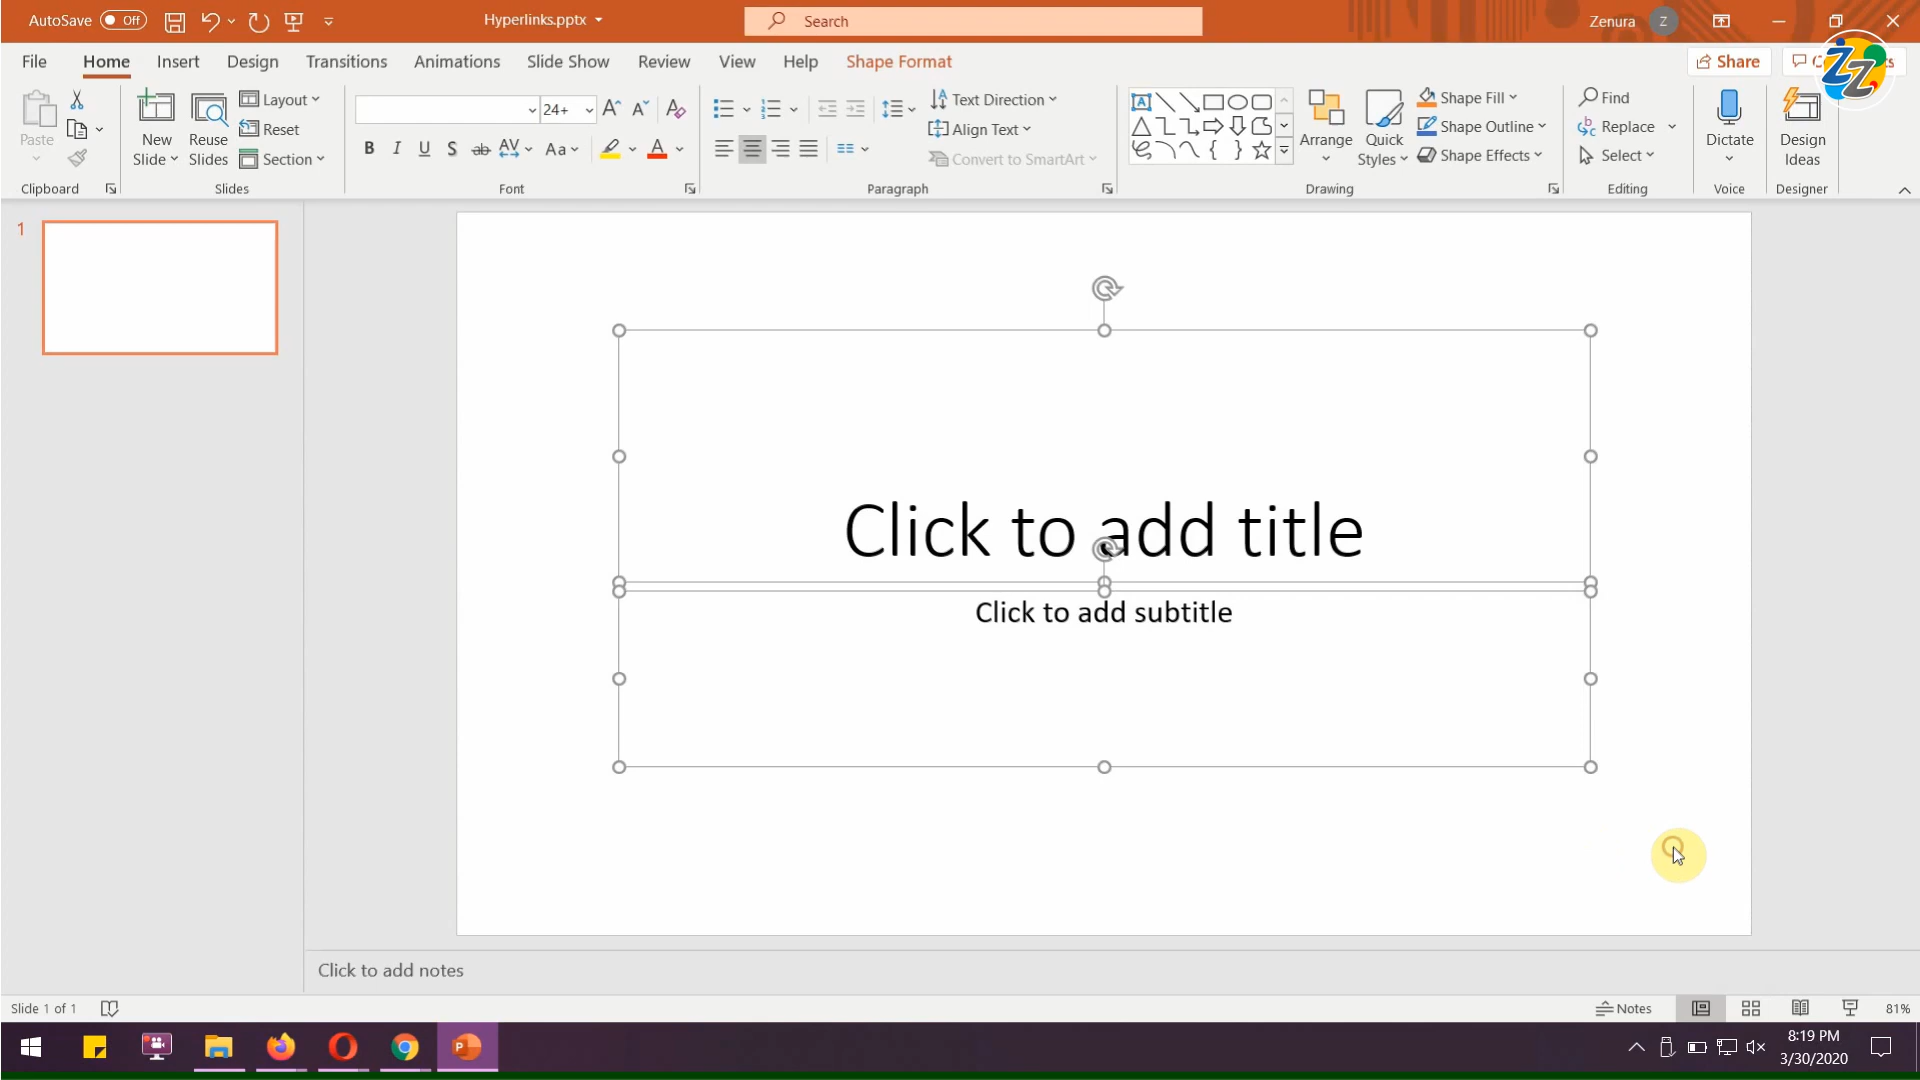 AutoSave Off Hyperlinks.pptx Search Zenura Z
File Home Insert Design Transitions Animations Slide Show Review View Help Shape Format Share
Paste
New Slide
Reuse Slides
Layout
Reset
Section
24+
B I U S ab AV Aa A
Text Direction
Align Text
Convert to SmartArt
Arrange
Quick Styles
Shape Fill
Shape Outline
Shape Effects
Find
Replace
Select
Dictate
Design Ideas
Clipboard Slides Font Paragraph Drawing Editing Voice Designer
1
Click to add title
Click to add subtitle
Click to add notes
Slide 1 of 1 Notes 81%
8:19 PM
3/30/2020